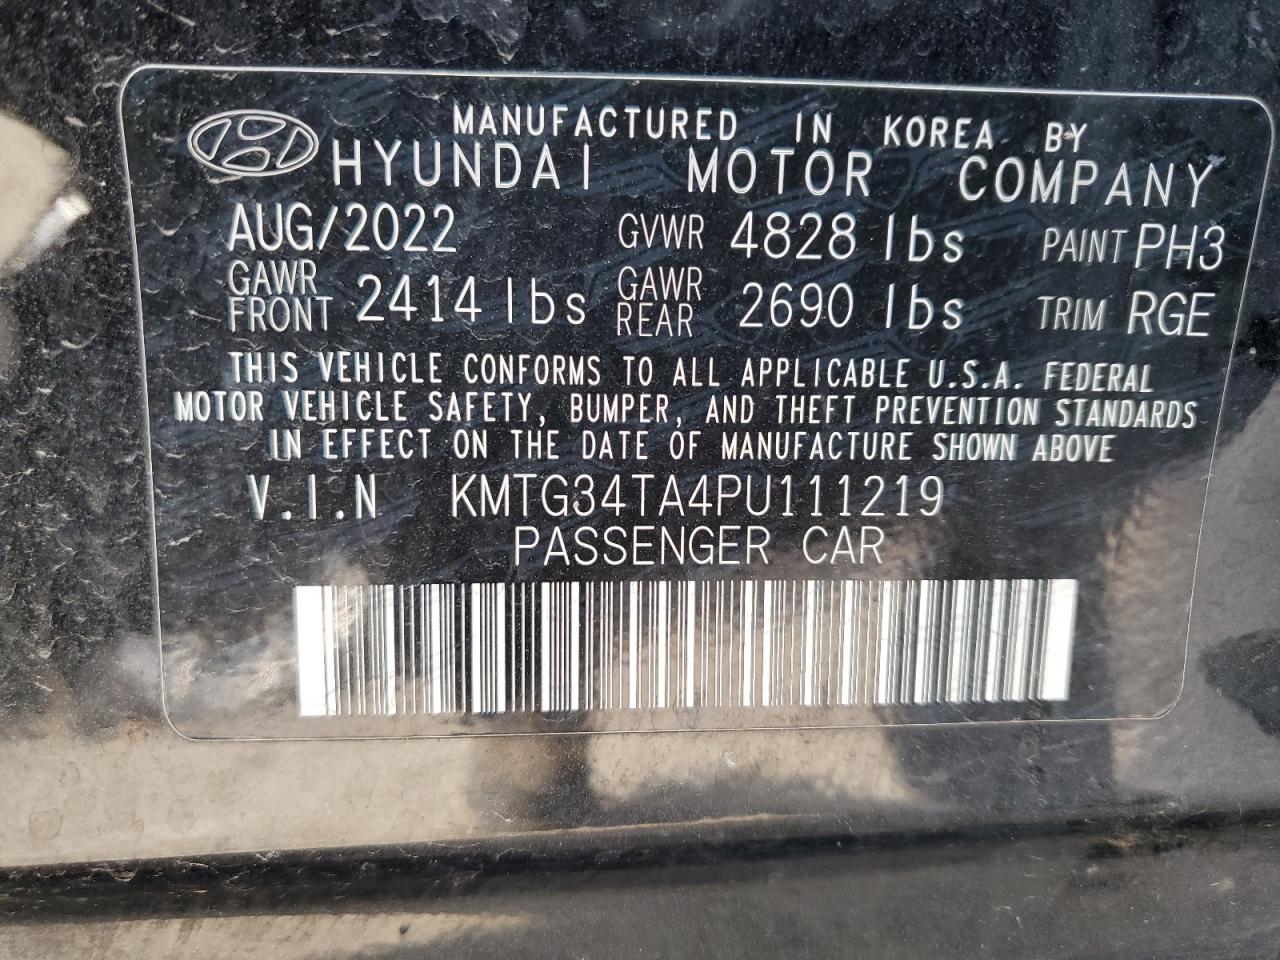 MANUFACTURED IN KOREA BY
HYUNDAI MOTOR COMPANY
AUG/2022 GVWR 4828 lbs PAINT PH3
GAWR FRONT 2414 lbs GAWR REAR 2690 lbs TRIM RGE
THIS VEHICLE CONFORMS TO ALL APPLICABLE U.S.A. FEDERAL
MOTOR VEHICLE SAFETY, BUMPER, AND THEFT PREVENTION STANDARDS
IN EFFECT ON THE DATE OF MANUFACTURE SHOWN ABOVE
V.I.N KMTG34TA4PU111219
PASSENGER CAR